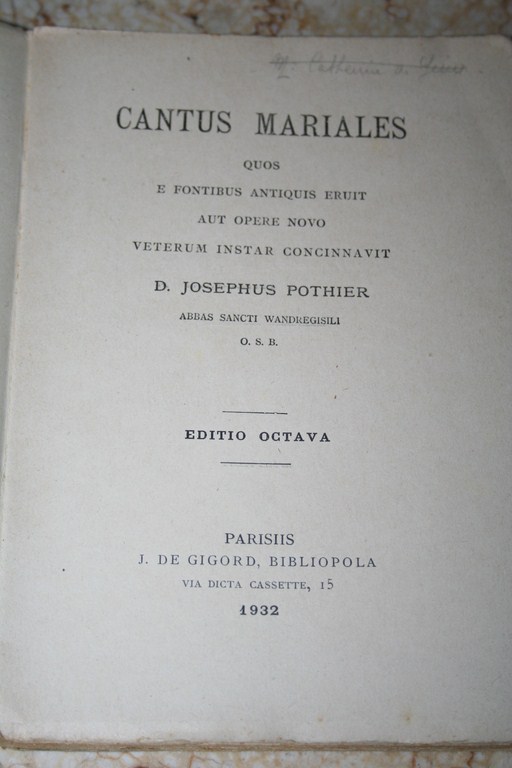 CANTUS MARIALES
QUOS
E FONTIBUS ANTIQUIS ERUIT
AUT OPERE NOVO
VETERUM INSTAR CONCINNAVIT
D. JOSEPHUS POTHIER
ABBAS SANCTI WANDREGISILI
O. S. B.
EDITIO OCTAVA
PARISIIS
J. DE GIGORD, BIBLIOPOLA
VIA DICTA CASSETTE, 15
1932